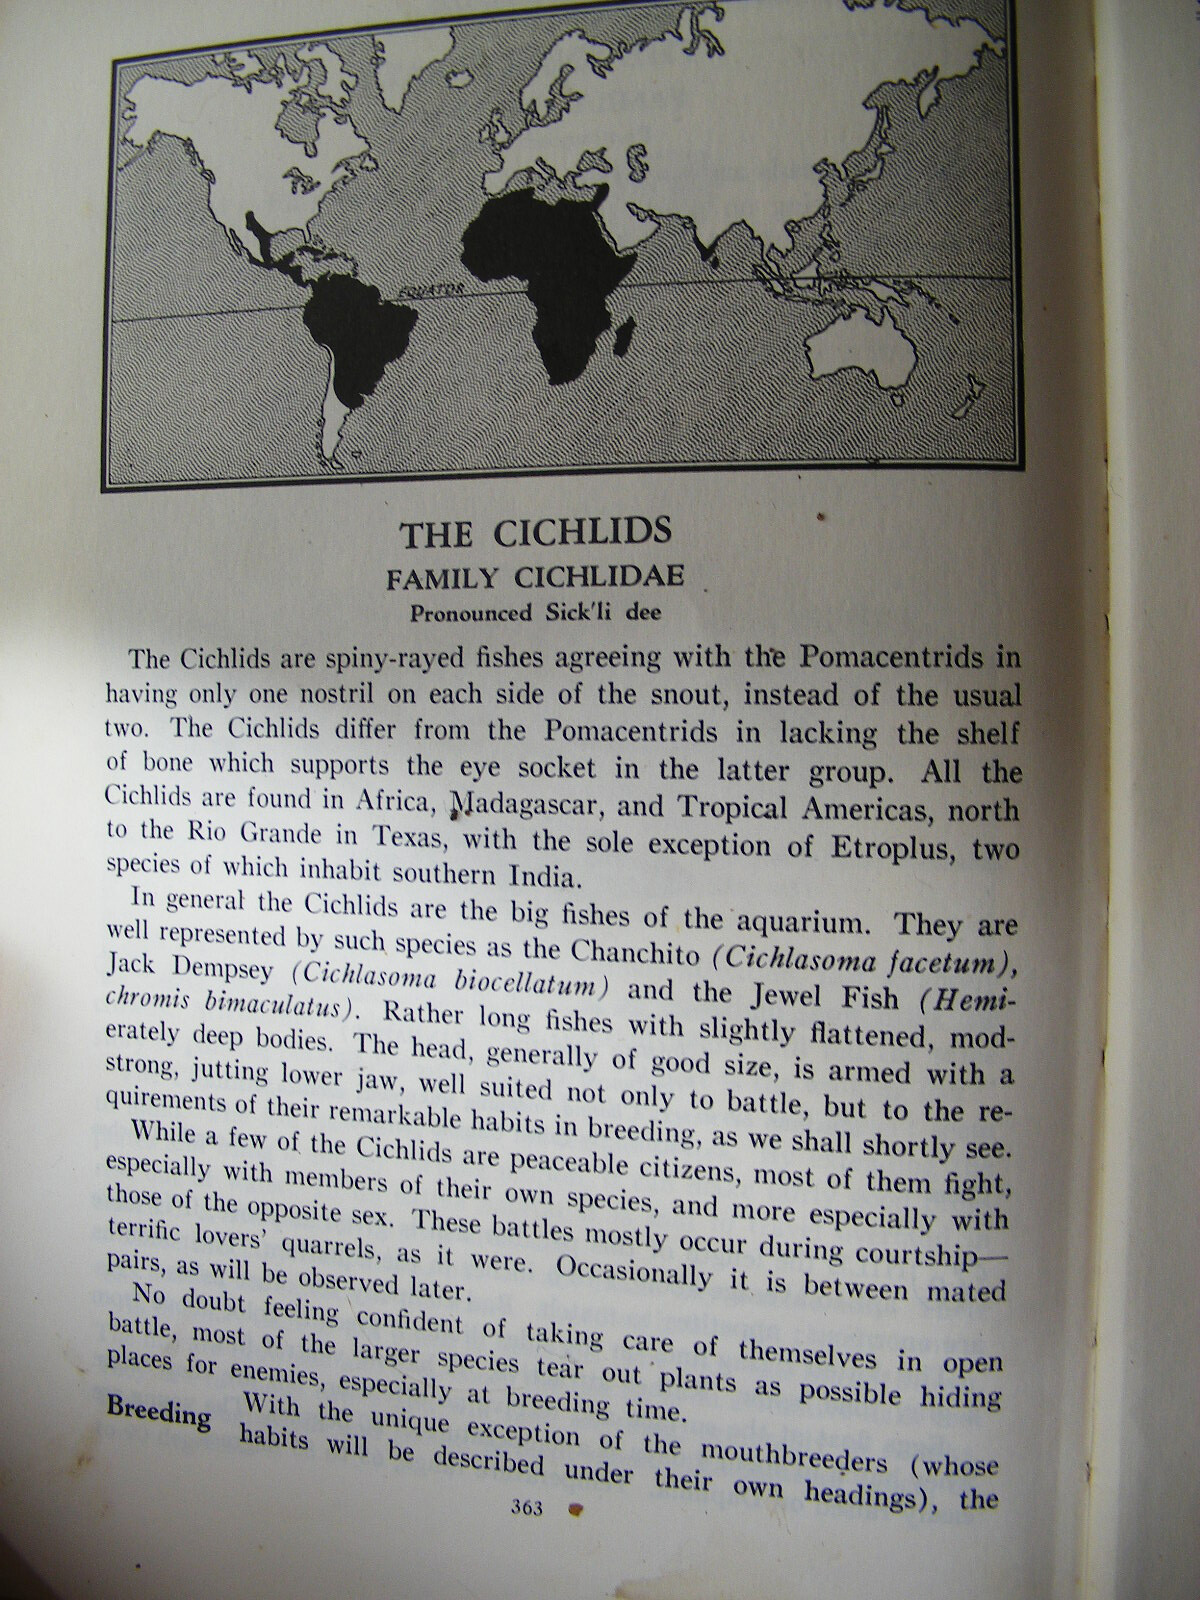 EQUATOR
THE CICHLIDS
FAMILY CICHLIDAE
Pronounced Sick'li dee
The Cichlids are spiny-rayed fishes agreeing with the Pomacentrids in
having only one nostril on each side of the snout, instead of the usual
two. The Cichlids differ from the Pomacentrids in lacking the shelf
of bone which supports the eye socket in the latter group. All the
Cichlids are found in Africa, Madagascar, and Tropical Americas, north
to the Rio Grande in Texas, with the sole exception of Etroplus, two
species of which inhabit southern India.
In general the Cichlids are the big fishes of the aquarium. They are
well represented by such species as the Chanchito (Cichlasoma facetum),
Jack Dempsey (Cichlasoma biocellatum) and the Jewel Fish (Hemi-
chromis bimaculatus). Rather long fishes with slightly flattened, mod-
erately deep bodies. The head, generally of good size, is armed with a
strong, jutting lower jaw, well suited not only to battle, but to the re-
quirements of their remarkable habits in breeding, as we shall shortly see.
While a few of the Cichlids are peaceable citizens, most of them fight,
especially with members of their own species, and more especially with
those of the opposite sex. These battles mostly occur during courtship—
terrific lovers' quarrels, as it were. Occasionally it is between mated
pairs, as will be observed later.
No doubt feeling confident of taking care of themselves in open
battle, most of the larger species tear out plants as possible hiding
places for enemies, especially at breeding time.
Breeding With the unique exception of the mouthbreeders (whose
habits will be described under their own headings), the
363